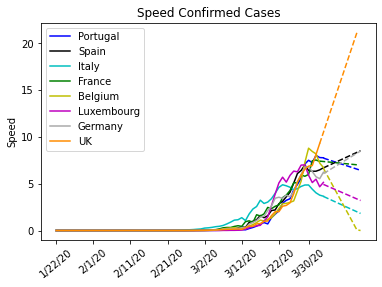 Speed Confirmed Cases
Speed
20
15
10
5
0
Portugal
Spain
Italy
France
Belgium
Luxembourg
Germany
UK
1/22/20
2/1/20
2/11/20
2/21/20
3/2/20
3/12/20
3/22/20
3/30/20